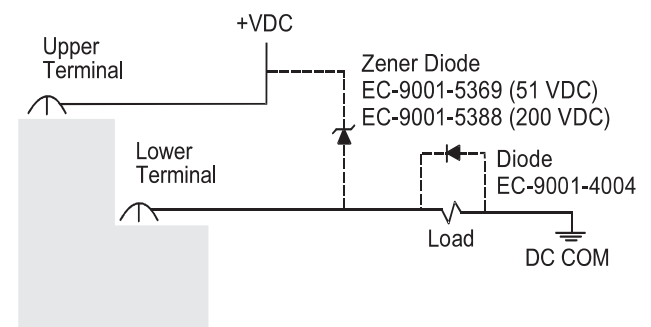 +VDC
Upper
Terminal
Zener Diode
EC-9001-5369 (51 VDC)
EC-9001-5388 (200 VDC)
Lower
Terminal
Diode
EC-9001-4004
Load
DC COM